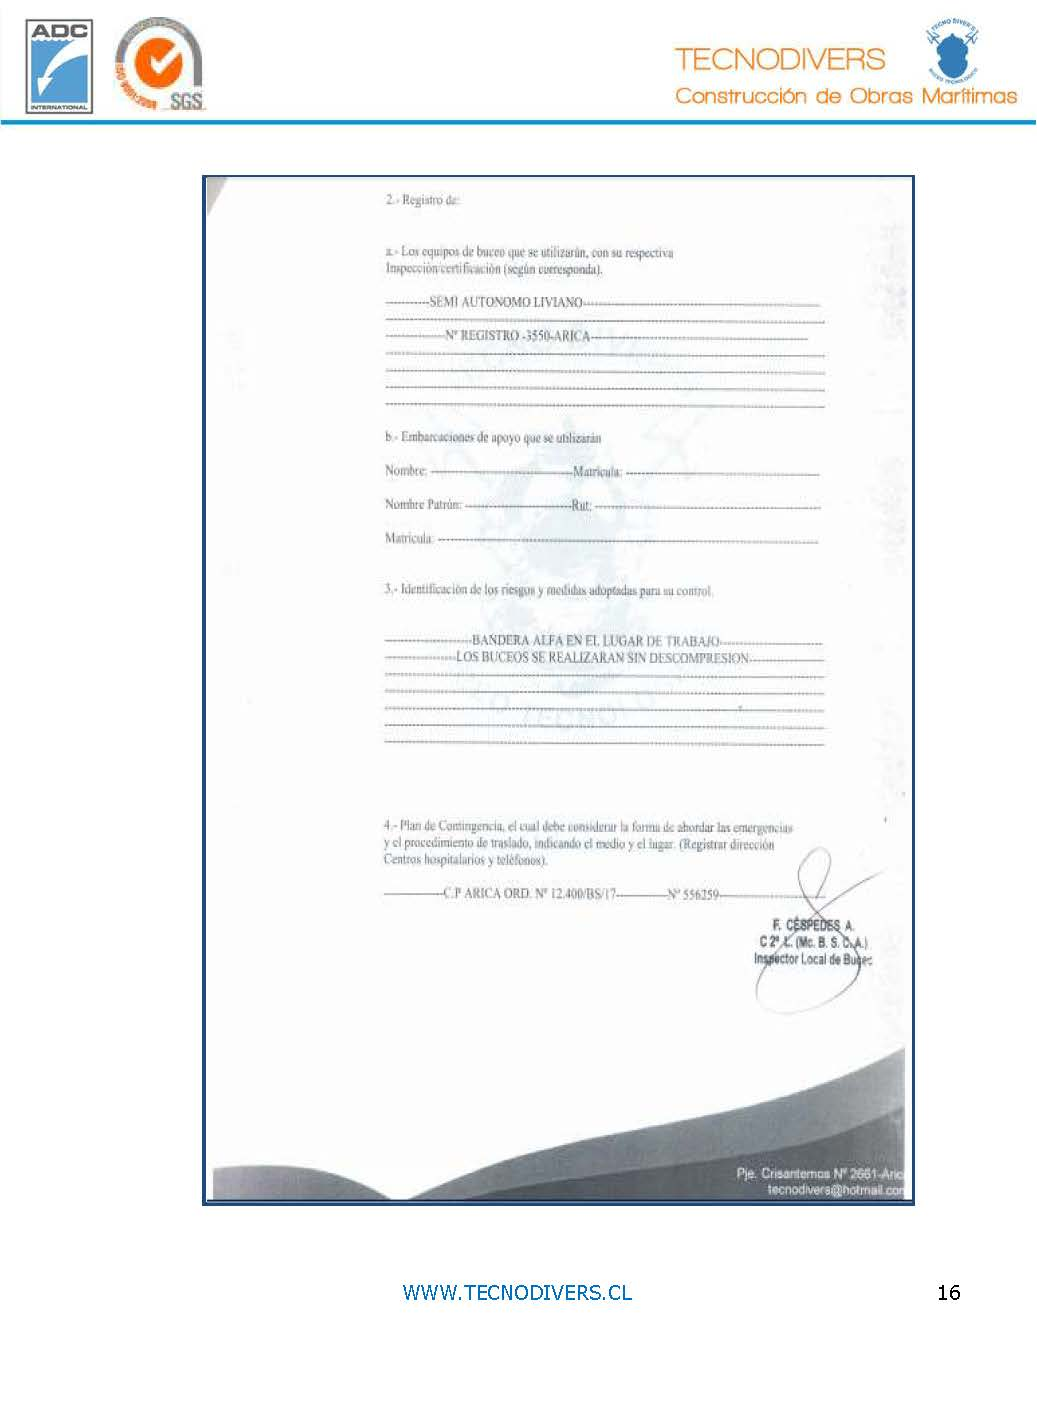 ADC
INTERNATIONAL
SGS
TECNODIVERS
Construcción de Obras Marítimas
2.- Registro de:
a.- Los equipos de buceo que se utilizarán, con su respectiva
Inspección/certificación (según corresponda).
----------SEMI AUTONOMO LIVIANO----------
----------Nº REGISTRO -3550-ARICA----------
b.- Embarcaciones de apoyo que se utilizarán
Nombre: ----------Matrícula: ----------
Nombre Patrón: ----------Rut: ----------
Matricula: ----------
3.- Identificación de los riesgos y medidas adoptadas para su control.
----------BANDERA ALFA EN EL LUGAR DE TRABAJO----------
----------LOS BUCEOS SE REALIZARAN SIN DESCOMPRESION----------
4.- Plan de Contingencia, el cual debe considerar la forma de abordar las emergencias
y el procedimiento de traslado, indicando el medio y el lugar. (Registrar dirección
Centros hospitalarios y teléfonos).
----------C.P ARICA ORD. Nº 12.400/BS/17----------Nº 556259----------
F. CÉSPEDES A.
C 2º L. (Mc. B. S. C.A.)
Inspector Local de Buceo
Pje. Crisantemos Nº 2661-Aric
tecnodivers@hotmail.com
WWW.TECNODIVERS.CL
16